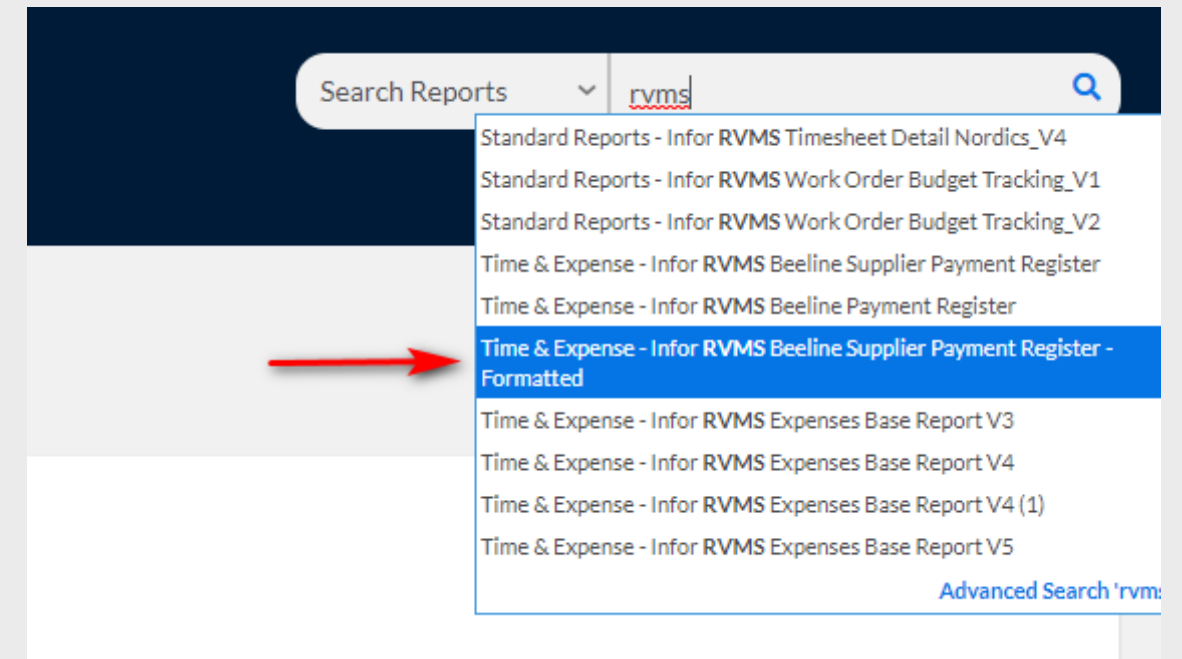 Search Reports rvms
Standard Reports - Infor RVMS Timesheet Detail Nordics_V4
Standard Reports - Infor RVMS Work Order Budget Tracking_V1
Standard Reports - Infor RVMS Work Order Budget Tracking_V2
Time & Expense - Infor RVMS Beeline Supplier Payment Register
Time & Expense - Infor RVMS Beeline Payment Register
Time & Expense - Infor RVMS Beeline Supplier Payment Register -
Formatted
Time & Expense - Infor RVMS Expenses Base Report V3
Time & Expense - Infor RVMS Expenses Base Report V4
Time & Expense - Infor RVMS Expenses Base Report V4 (1)
Time & Expense - Infor RVMS Expenses Base Report V5
Advanced Search 'rvms